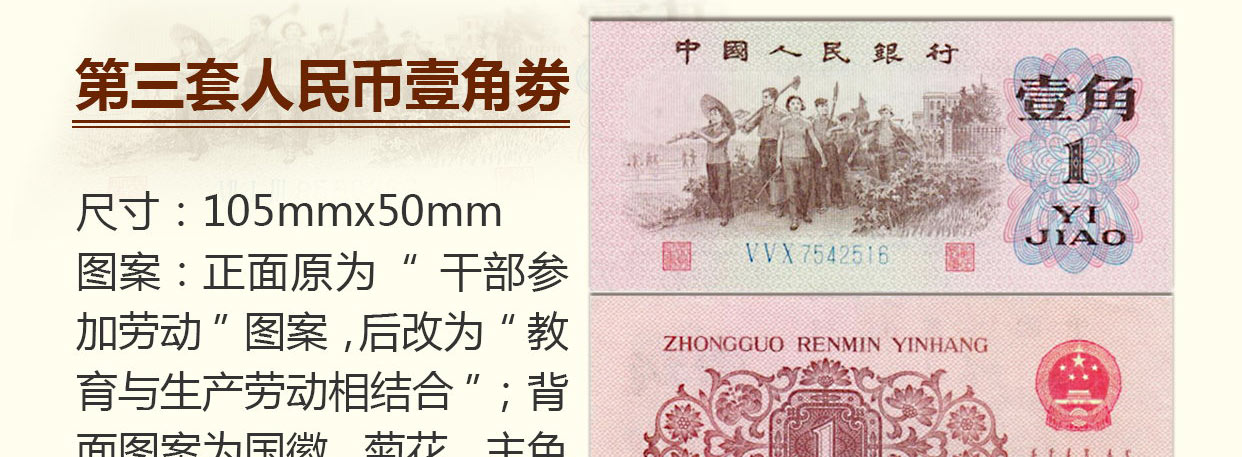 第三套人民币壹角券
尺寸：105mmx50mm
图案：正面原为“ 干部参
加劳动”图案,后改为“教
育与生产劳动相结合”；背
面图案为国徽、菊花，主色
中國人民銀行
壹角
1
YI
JIAO
VVX7542516
ZHONGGUO RENMIN YINHANG
1